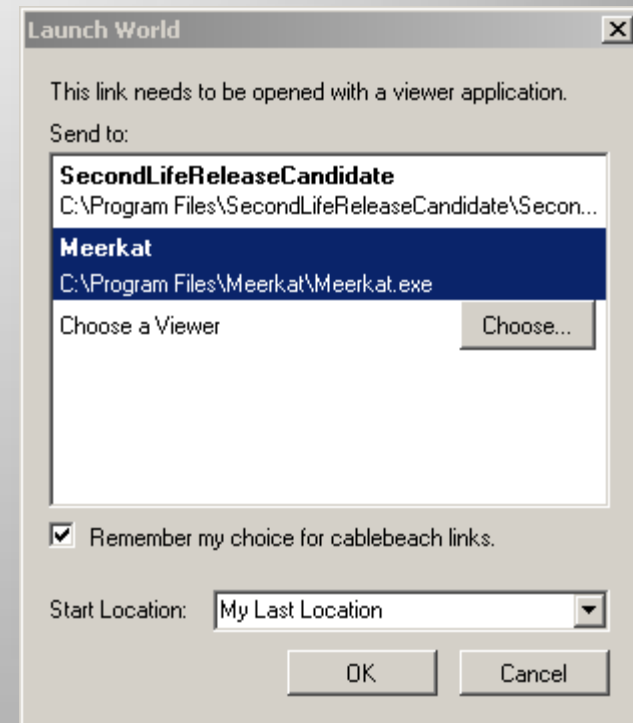 Launch World
This link needs to be opened with a viewer application.
Send to:
SecondLifeReleaseCandidate
C:\Program Files\SecondLifeReleaseCandidate\Secon...
Meerkat
C:\Program Files\Meerkat\Meerkat.exe
Choose a Viewer Choose...
Remember my choice for cablebeach links.
Start Location: My Last Location
OK Cancel